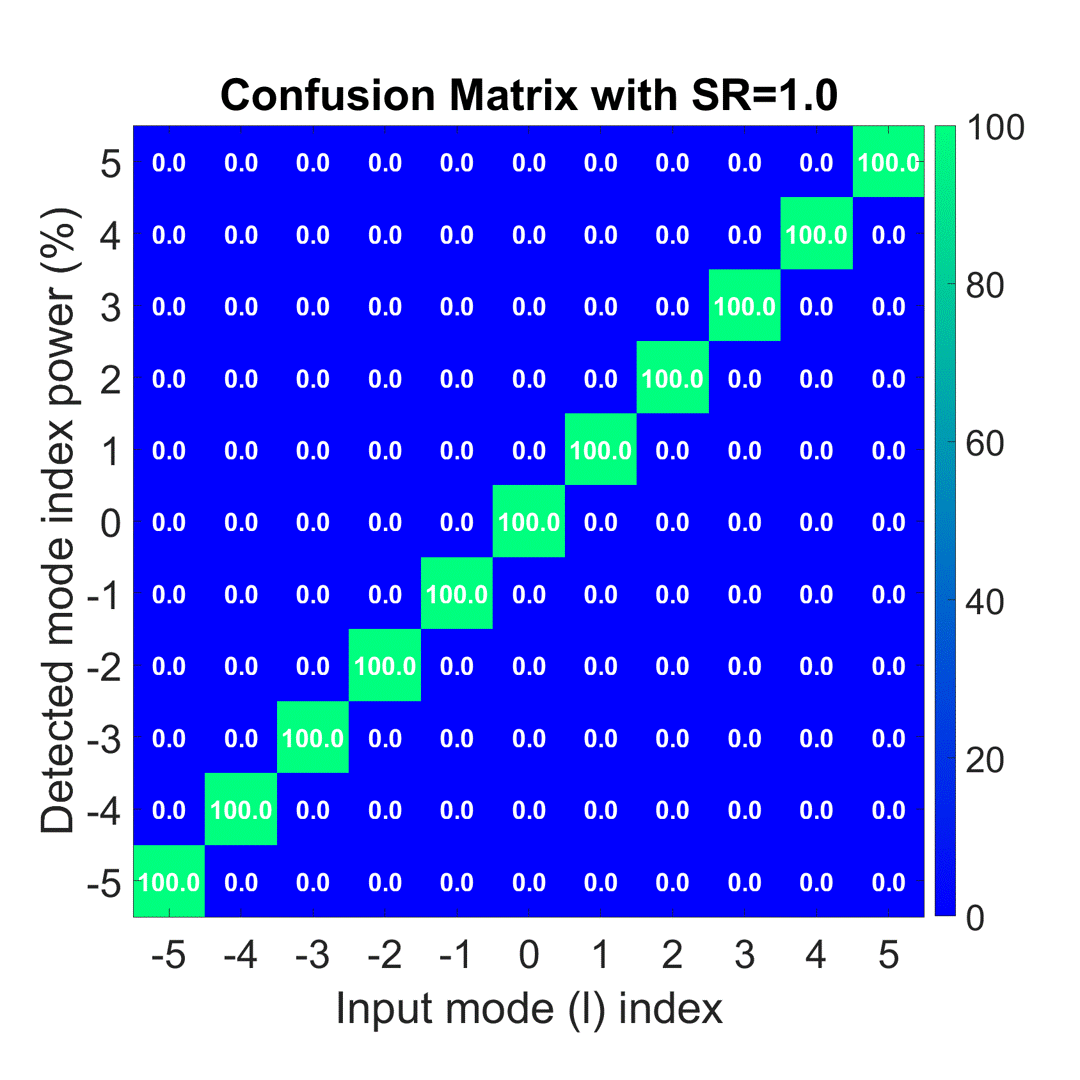 Confusion Matrix with SR=1.0
Detected mode index power (%)
5 0.0 0.0 0.0 0.0 0.0 0.0 0.0 0.0 0.0 0.0 100.0
4 0.0 0.0 0.0 0.0 0.0 0.0 0.0 0.0 0.0 100.0 0.0
3 0.0 0.0 0.0 0.0 0.0 0.0 0.0 0.0 100.0 0.0 0.0
2 0.0 0.0 0.0 0.0 0.0 0.0 0.0 100.0 0.0 0.0 0.0
1 0.0 0.0 0.0 0.0 0.0 0.0 100.0 0.0 0.0 0.0 0.0
0 0.0 0.0 0.0 0.0 0.0 100.0 0.0 0.0 0.0 0.0 0.0
-1 0.0 0.0 0.0 0.0 100.0 0.0 0.0 0.0 0.0 0.0 0.0
-2 0.0 0.0 0.0 100.0 0.0 0.0 0.0 0.0 0.0 0.0 0.0
-3 0.0 0.0 100.0 0.0 0.0 0.0 0.0 0.0 0.0 0.0 0.0
-4 0.0 100.0 0.0 0.0 0.0 0.0 0.0 0.0 0.0 0.0 0.0
-5 100.0 0.0 0.0 0.0 0.0 0.0 0.0 0.0 0.0 0.0 0.0
-5 -4 -3 -2 -1 0 1 2 3 4 5
Input mode (l) index
100
80
60
40
20
0